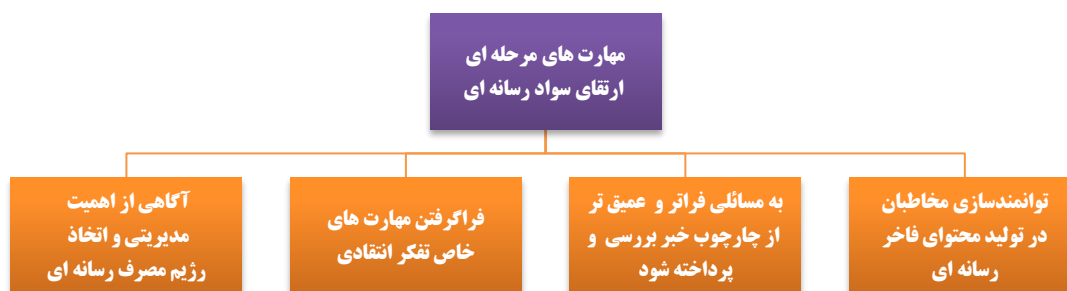 مهارت های مرحله ای
ارتقای سواد رسانه ای
توانمندسازی مخاطبان
در تولید محتوای فاخر
رسانه ای
به مسائلی فراتر و عمیق تر
از چارچوب خبر بررسی و
پرداخته شود
فراگرفتن مهارت های
خاص تفکر انتقادی
آگاهی از اهمیت
مدیریتی و اتخاذ
رژیم مصرف رسانه ای